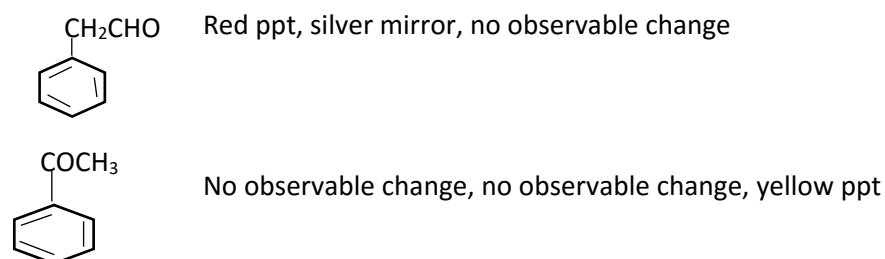 CH₂CHO Red ppt, silver mirror, no observable change
COCH₃
No observable change, no observable change, yellow ppt